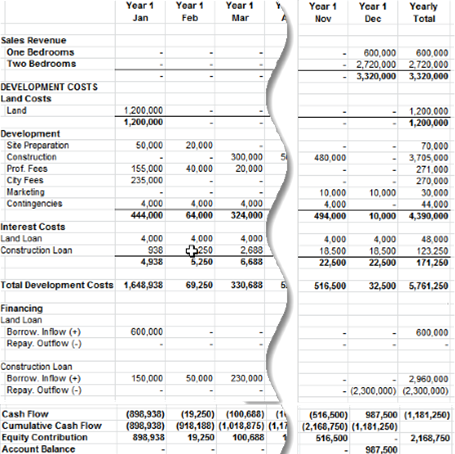 Year 1 Year 1 Year 1 Year 1 Year 1 Yearly
Jan Feb Mar Nov Dec Total
Sales Revenue
One Bedrooms - - - - 600,000 600,000
Two Bedrooms - - - - 2,720,000 2,720,000
- - - - 3,320,000 3,320,000
DEVELOPMENT COSTS
Land Costs
Land 1,200,000 - - - - 1,200,000
1,200,000 - - - - 1,200,000
Development
Site Preparation 50,000 20,000 - - - 70,000
Construction - - 300,000 480,000 - 3,705,000
Prof. Fees 155,000 40,000 20,000 - - 271,000
City Fees 235,000 - - - - 270,000
Marketing - - - 10,000 10,000 30,000
Contingencies 4,000 4,000 4,000 4,000 - 44,000
444,000 64,000 324,000 494,000 10,000 4,390,000
Interest Costs
Land Loan 4,000 4,000 4,000 4,000 4,000 48,000
Construction Loan 938 250 2,688 18,500 18,500 123,250
4,938 5,250 6,688 22,500 22,500 171,250
Total Development Costs 1,648,938 69,250 330,688 516,500 32,500 5,761,250
Financing
Land Loan
Borrow. Inflow (+) 600,000 - - - - 600,000
Repay. Outflow (-) - - - - - -
Construction Loan
Borrow. Inflow (+) 150,000 50,000 230,000 - - 2,960,000
Repay. Outflow (-) - - - - (2,300,000) (2,300,000)
Cash Flow (898,938) (19,250) (100,688) (516,500) 987,500 (1,181,250)
Cumulative Cash Flow (898,938) (918,188) (1,018,875) (2,168,750) (1,181,250)
Equity Contribution 898,938 19,250 100,688 516,500 - 2,168,750
Account Balance - - - - 987,500